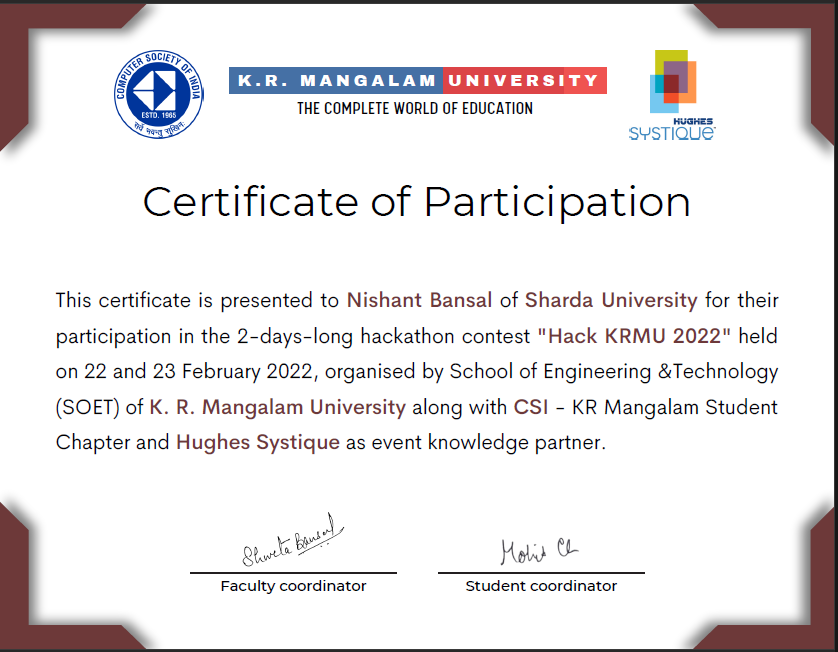 COMPUTER SOCIETY OF INDIA
ESTD. 1965
सर्वे भवन्तु सुखिनः
K.R. MANGALAM UNIVERSITY
THE COMPLETE WORLD OF EDUCATION
HUGHES
SYSTIQUE
Certificate of Participation
This certificate is presented to Nishant Bansal of Sharda University for their
participation in the 2-days-long hackathon contest "Hack KRMU 2022" held
on 22 and 23 February 2022, organised by School of Engineering &Technology
(SOET) of K. R. Mangalam University along with CSI - KR Mangalam Student
Chapter and Hughes Systique as event knowledge partner.
Shweta Bansal
Faculty coordinator
Student coordinator